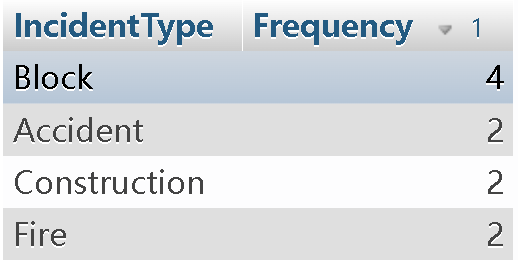 IncidentType Frequency 1
Block 4
Accident 2
Construction 2
Fire 2